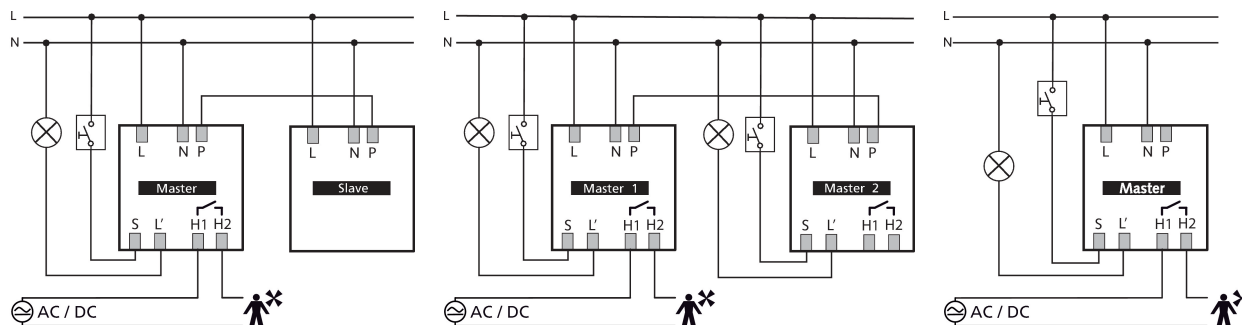 L
N
L N P
Master
S L' H1 H2
AC / DC
L N P
Slave
L
N
L N P
Master 1
S L' H1 H2
AC / DC
L N P
Master 2
S L' H1 H2
L
N
L N P
Master
S L' H1 H2
AC / DC